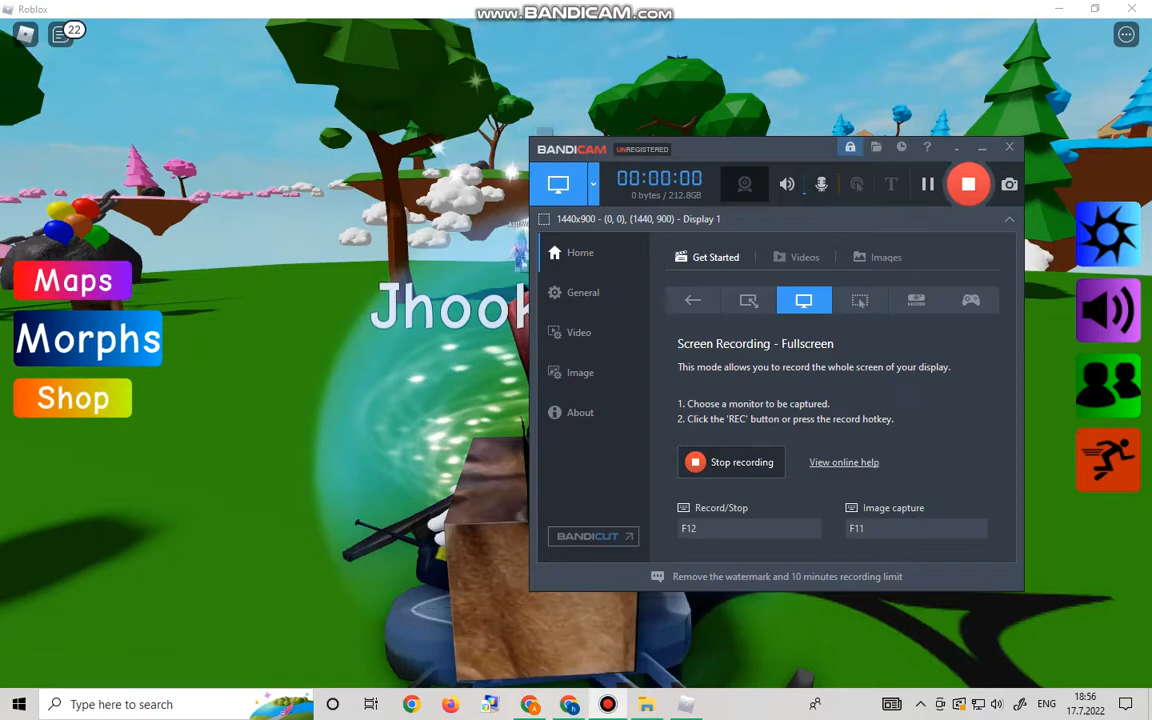 Roblox
www.BANDICAM.com
22
BANDICAM UNREGISTERED
00:00:00
0 bytes / 212.8GB
1440x900 - (0, 0), (1440, 900) - Display 1
Home
General
Video
Image
About
BANDICUT
Get Started
Videos
Images
Screen Recording - Fullscreen
This mode allows you to record the whole screen of your display.
1. Choose a monitor to be captured.
2. Click the 'REC' button or press the record hotkey.
Stop recording
View online help
Record/Stop
F12
Image capture
F11
Remove the watermark and 10 minutes recording limit
Maps
Morphs
Shop
Jhook
Type here to search
ENG
18:56
17.7.2022